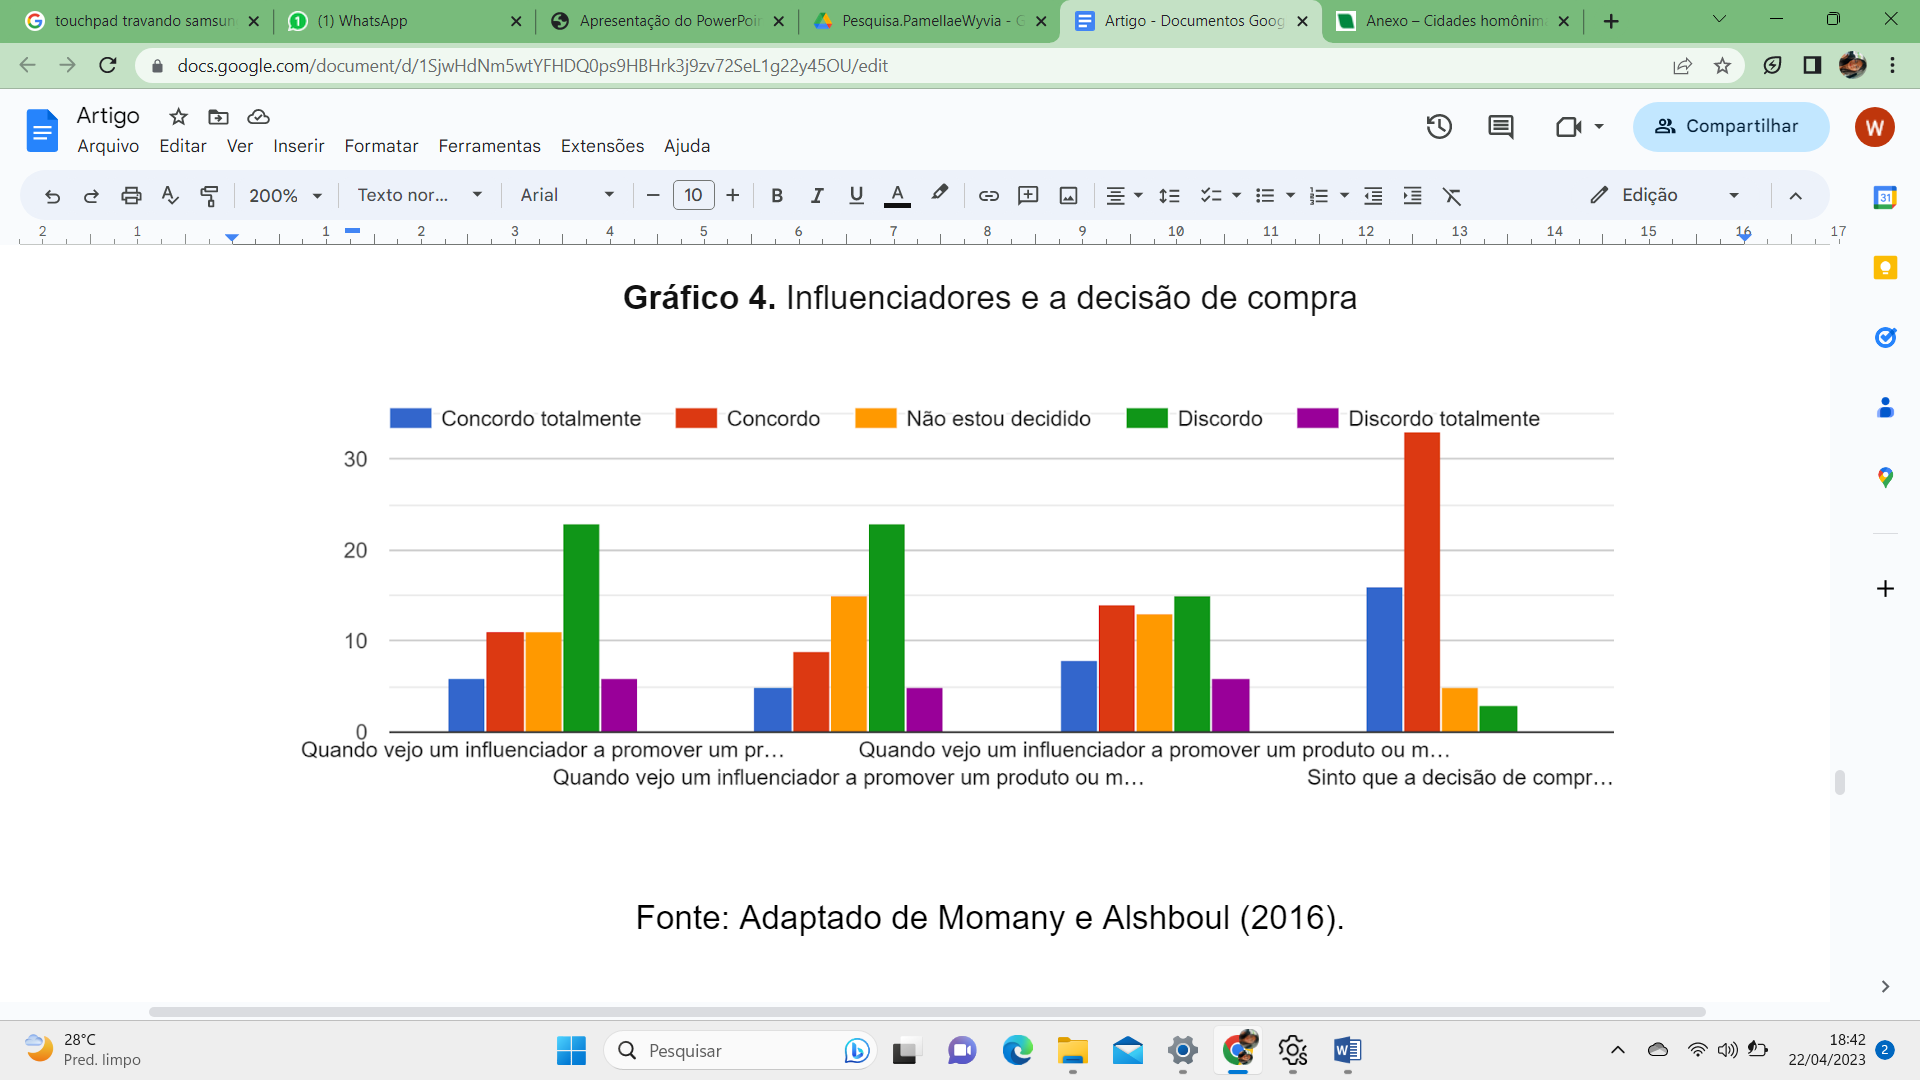 touchpad travando samsun
(1) WhatsApp
Apresentação do PowerPoin
Pesquisa.PamellaeWyvia - G
Artigo - Documentos Goog
Anexo – Cidades homônim
docs.google.com/document/d/1SjwHdNm5wtYFHDQ0ps9HBHrk3j9zv72SeL1g22y45OU/edit
Artigo
Arquivo Editar Ver Inserir Formatar Ferramentas Extensões Ajuda
Compartilhar
W
200% Texto nor... Arial 10 B I U A Edição
2 1 1 2 3 4 5 6 7 8 9 10 11 12 13 14 15 16 17
Gráfico 4. Influenciadores e a decisão de compra
Concordo totalmente Concordo Não estou decidido Discordo Discordo totalmente
30
20
10
0
Quando vejo um influenciador a promover um pr…
Quando vejo um influenciador a promover um produto ou m…
Quando vejo um influenciador a promover um produto ou m…
Sinto que a decisão de compr…
Fonte: Adaptado de Momany e Alshboul (2016).
28°C
Pred. limpo
Pesquisar
18:42
22/04/2023
2